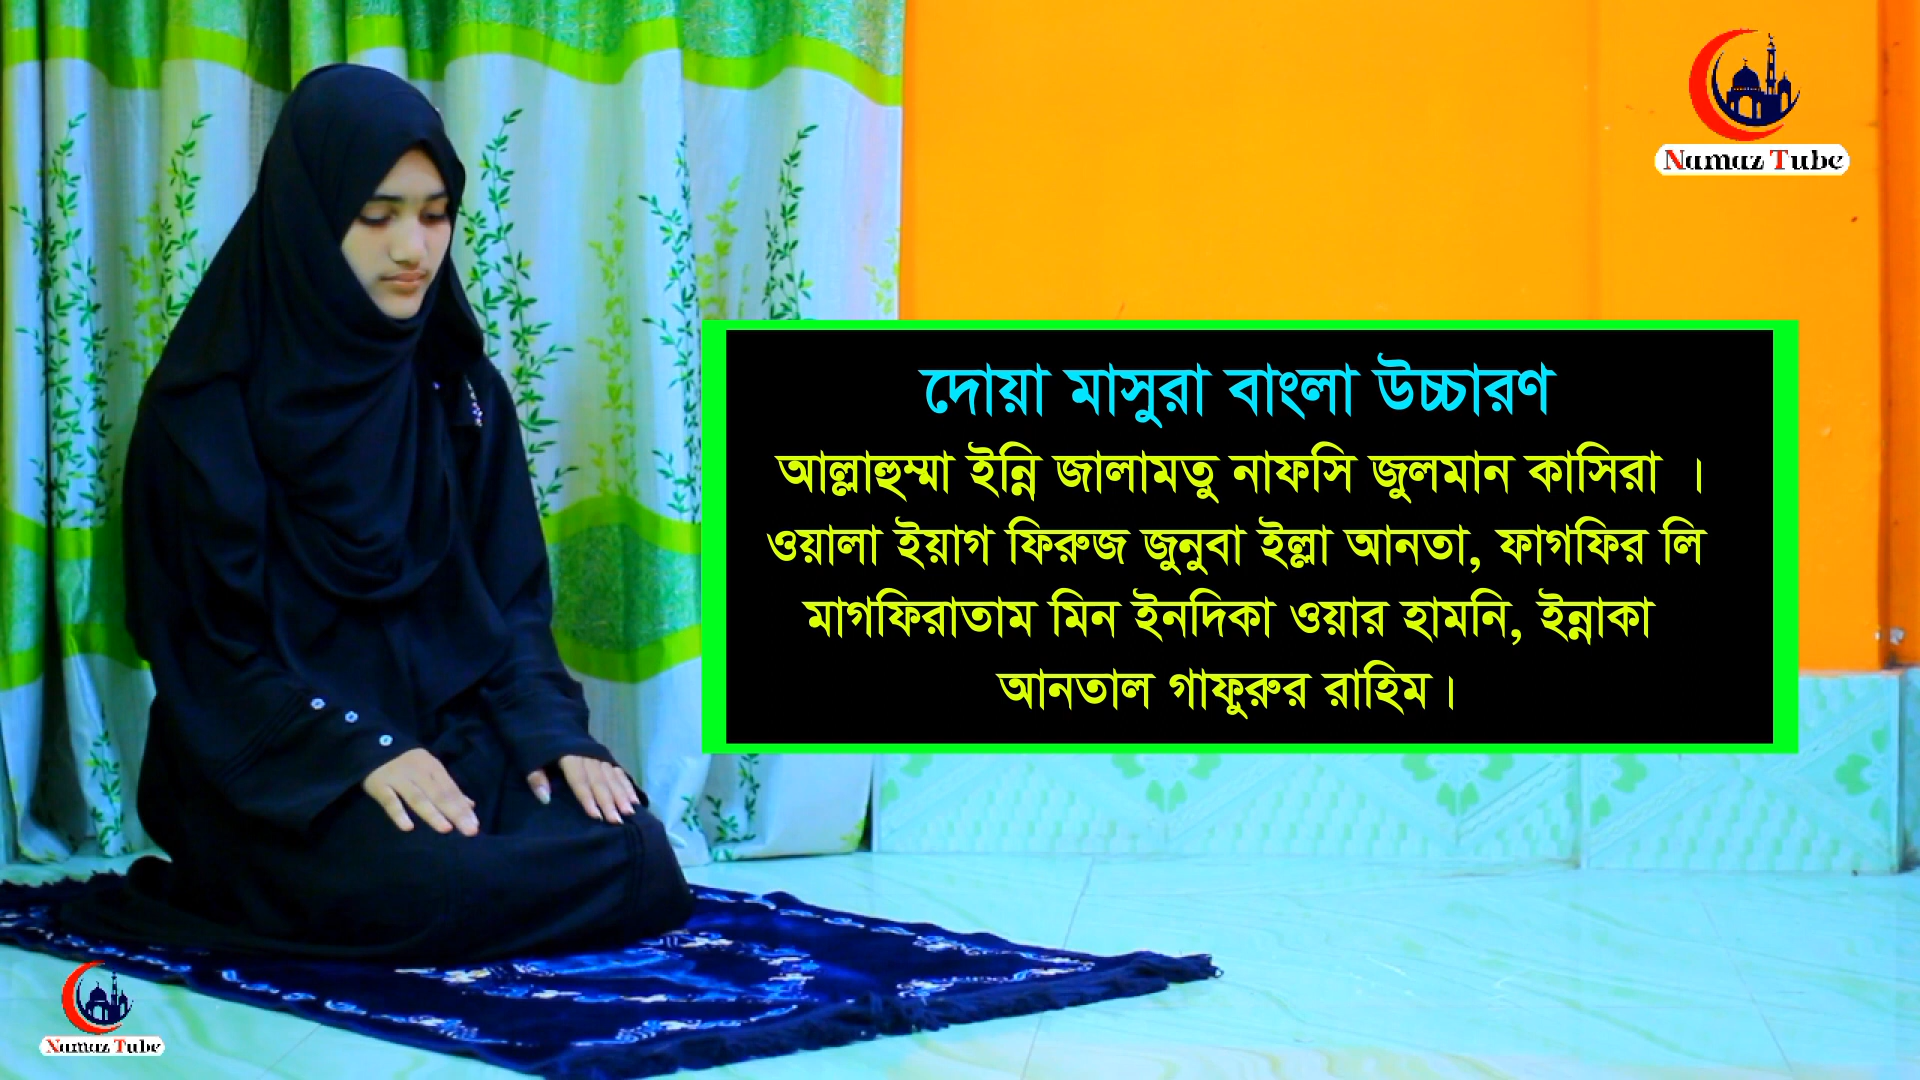 Namaz Tube
দোয়া মাসুরা বাংলা উচ্চারণ
আল্লাহুম্মা ইন্নি জালামতু নাফসি জুলমান কাসিরা ।
ওয়ালা ইয়াগ ফিরুজ জুনুবা ইল্লা আনতা, ফাগফির লি
মাগফিরাতাম মিন ইনদিকা ওয়ার হামনি, ইন্নাকা
আনতাল গাফুরুর রাহিম।
Namaz Tube